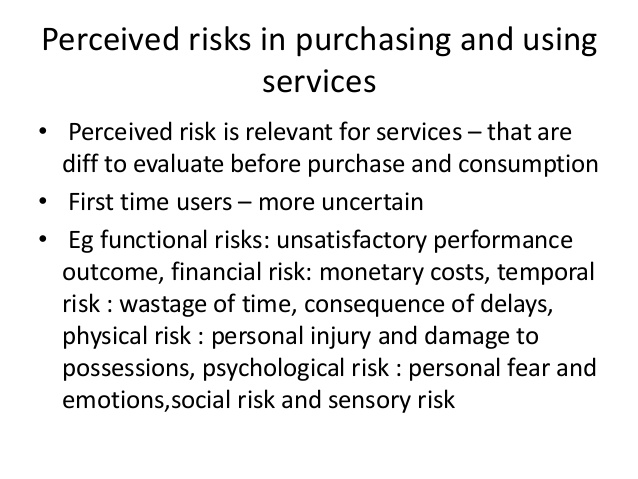 Perceived risks in purchasing and using
services
• Perceived risk is relevant for services – that are
diff to evaluate before purchase and consumption
• First time users – more uncertain
• Eg functional risks: unsatisfactory performance
outcome, financial risk: monetary costs, temporal
risk : wastage of time, consequence of delays,
physical risk : personal injury and damage to
possessions, psychological risk : personal fear and
emotions,social risk and sensory risk